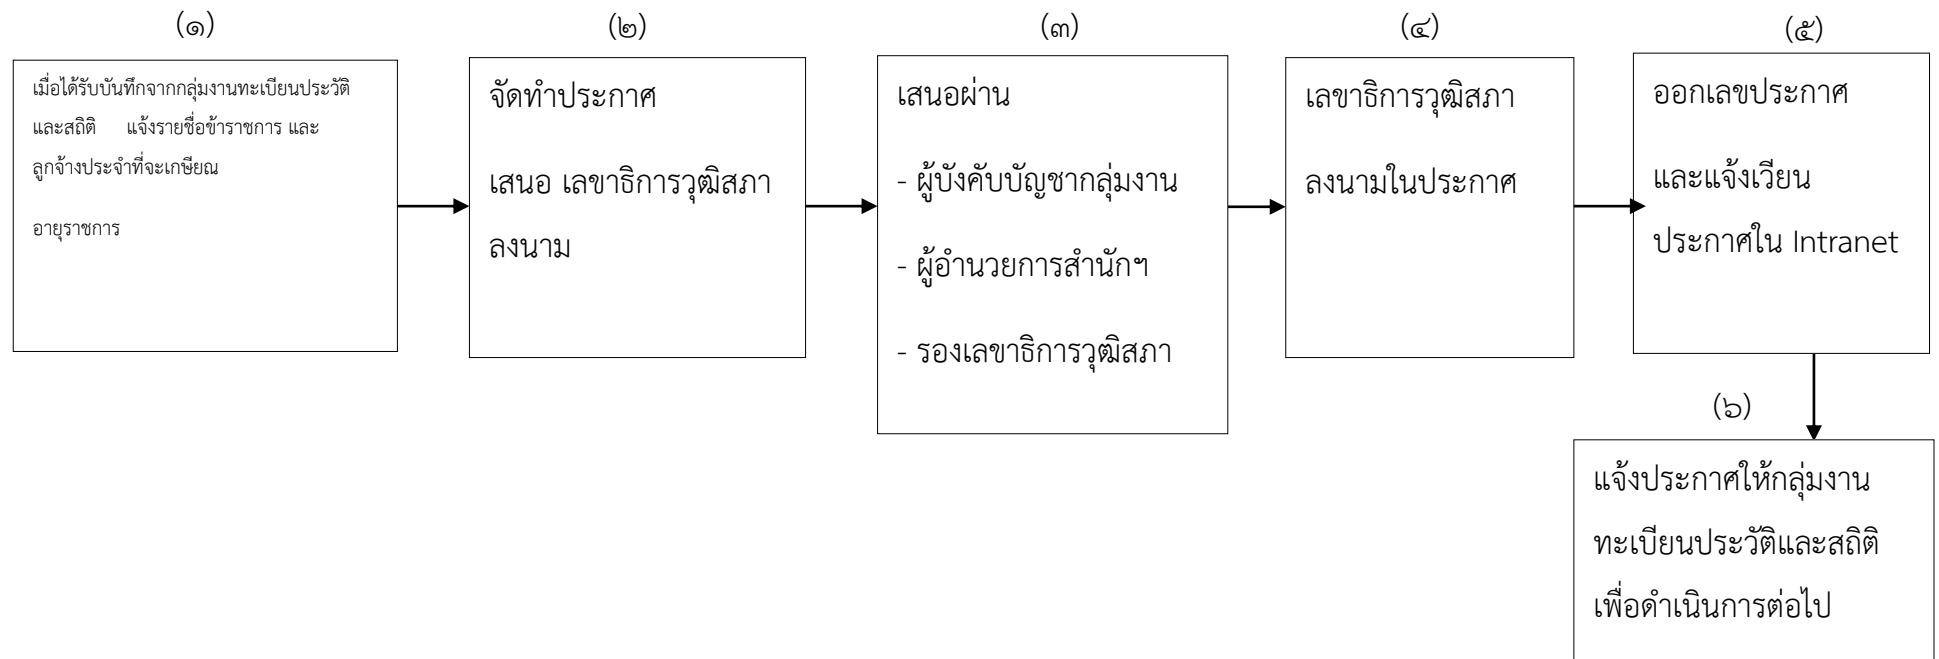 (๑)
เมื่อได้รับบันทึกจากกลุ่มงานทะเบียนประวัติ
และสถิติ แจ้งรายชื่อข้าราชการ และ
ลูกจ้างประจำที่จะเกษียณ
อายุราชการ
(๒)
จัดทำประกาศ
เสนอ เลขาธิการวุฒิสภา
ลงนาม
(๓)
เสนอผ่าน
- ผู้บังคับบัญชากลุ่มงาน
- ผู้อำนวยการสำนักฯ
- รองเลขาธิการวุฒิสภา
(๔)
เลขาธิการวุฒิสภา
ลงนามในประกาศ
(๕)
ออกเลขประกาศ
และแจ้งเวียน
ประกาศใน Intranet
(๖)
แจ้งประกาศให้กลุ่มงาน
ทะเบียนประวัติและสถิติ
เพื่อดำเนินการต่อไป